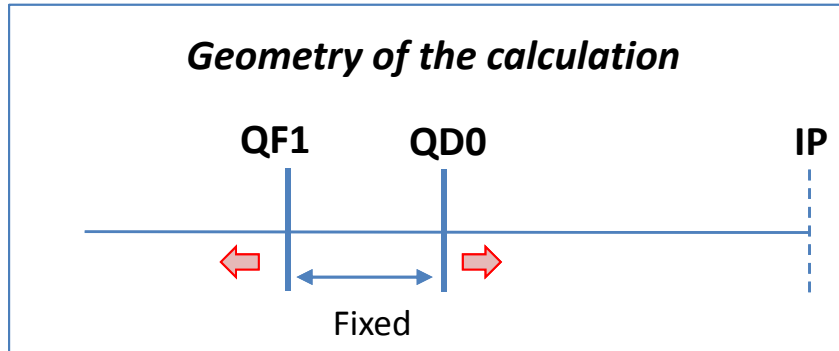 Geometry of the calculation
QF1 QD0 IP
Fixed